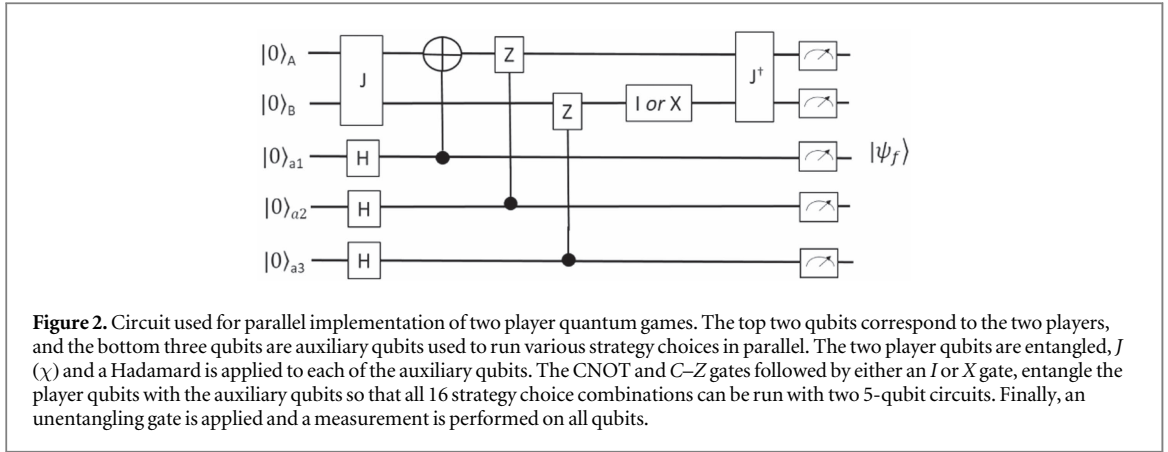 |0⟩A J Z J†
|0⟩B Z I or X
|0⟩a1 H |ψf⟩
|0⟩a2 H
|0⟩a3 H
Figure 2. Circuit used for parallel implementation of two player quantum games. The top two qubits correspond to the two players,
and the bottom three qubits are auxiliary qubits used to run various strategy choices in parallel. The two player qubits are entangled, J
(χ) and a Hadamard is applied to each of the auxiliary qubits. The CNOT and C–Z gates followed by either an I or X gate, entangle the
player qubits with the auxiliary qubits so that all 16 strategy choice combinations can be run with two 5-qubit circuits. Finally, an
unentangling gate is applied and a measurement is performed on all qubits.